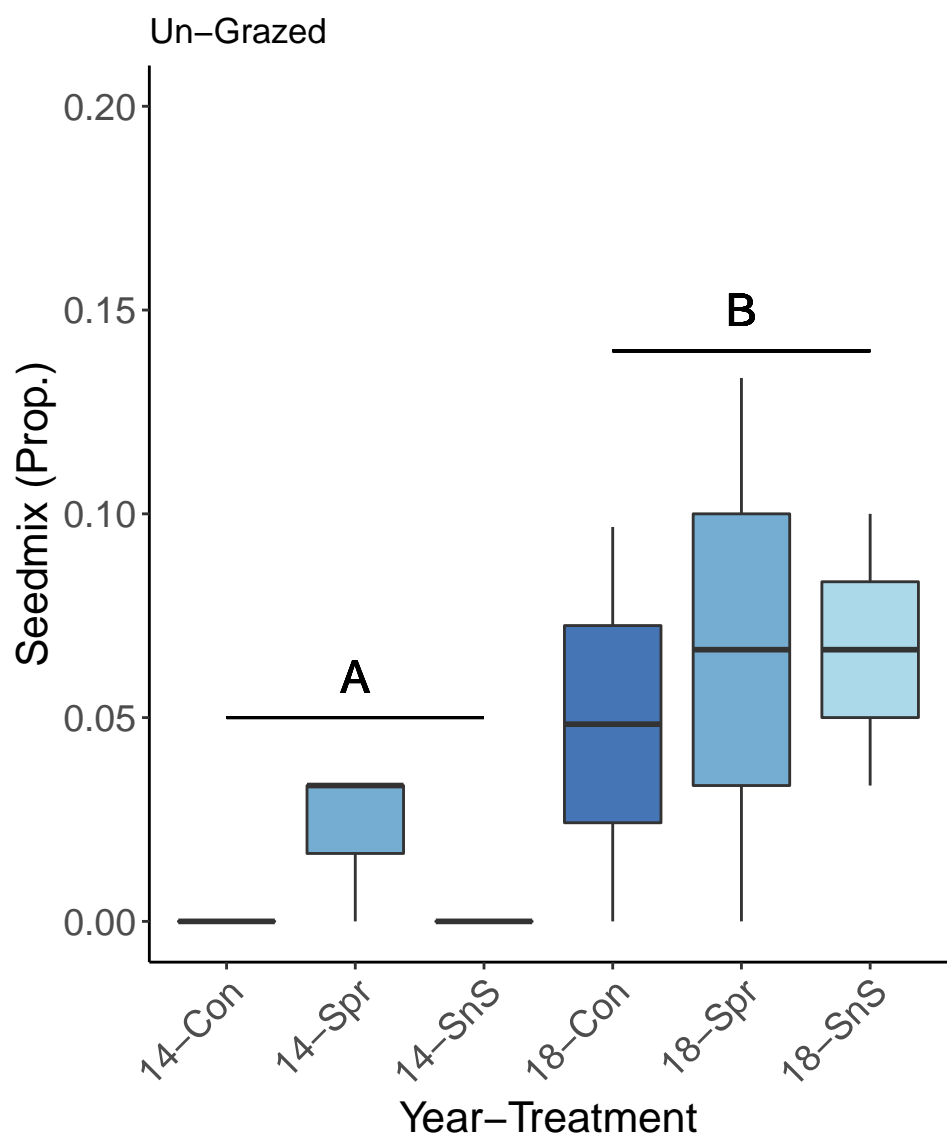 Un−Grazed
0.20
0.15
0.10
0.05
0.00
Seedmix (Prop.)
A
B
14−Con
14−Spr
14−SnS
18−Con
18−Spr
18−SnS
Year−Treatment